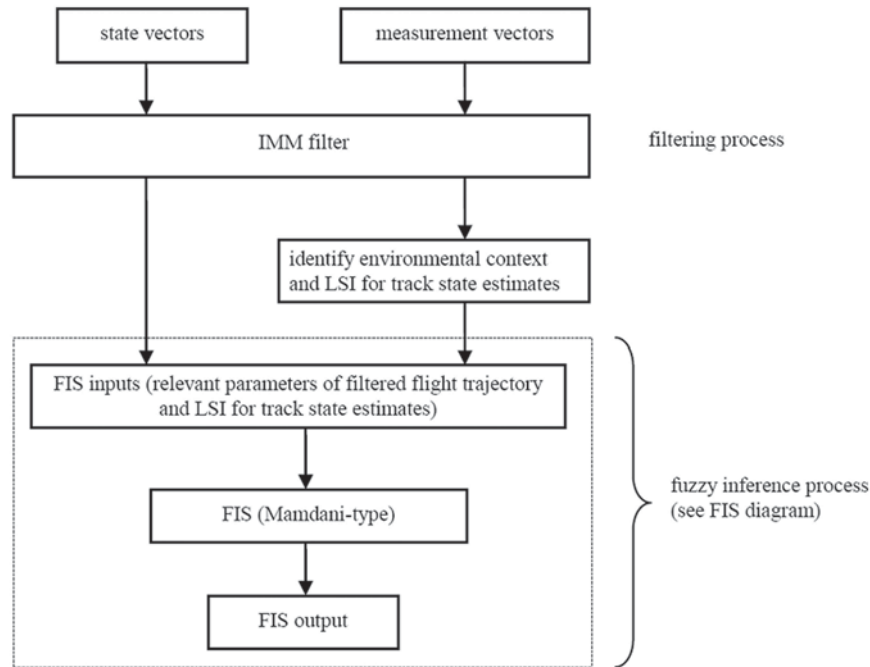 state vectors
measurement vectors
IMM filter
filtering process
identify environmental context
and LSI for track state estimates
FIS inputs (relevant parameters of filtered flight trajectory
and LSI for track state estimates)
FIS (Mamdani-type)
fuzzy inference process
(see FIS diagram)
FIS output